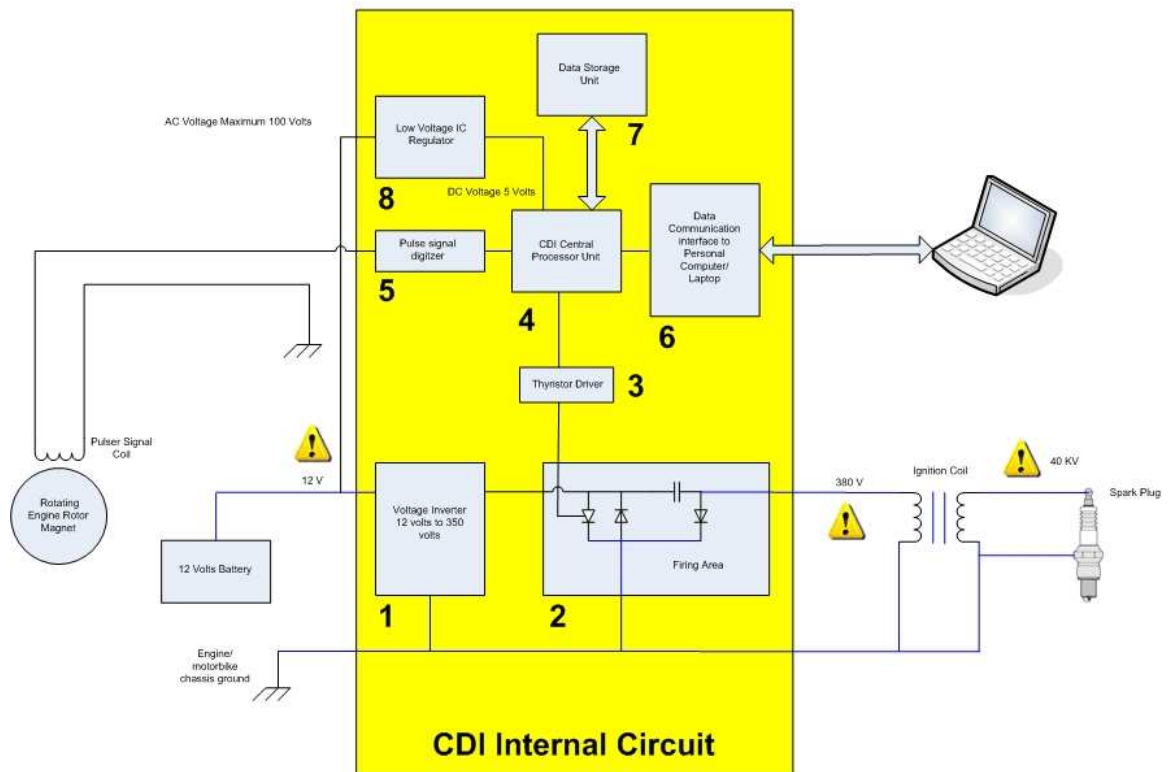 Data Storage
Unit
7
AC Voltage Maximum 100 Volts
Low Voltage IC
Regulator
8
DC Voltage 5 Volts
Pulse signal
digitzer
5
CDI Central
Processor Unit
4
Data
Communication
interface to
Personal
Computer/
Laptop
6
Thyristor Driver
3
Pulser Signal
Coil
Rotating
Engine Rotor
Magnet
12 V
12 Volts Battery
Voltage Inverter
12 volts to 350
volts
1
Firing Area
2
380 V
Ignition Coil
40 KV
Spark Plug
Engine/
motorbike
chassis ground
CDI Internal Circuit